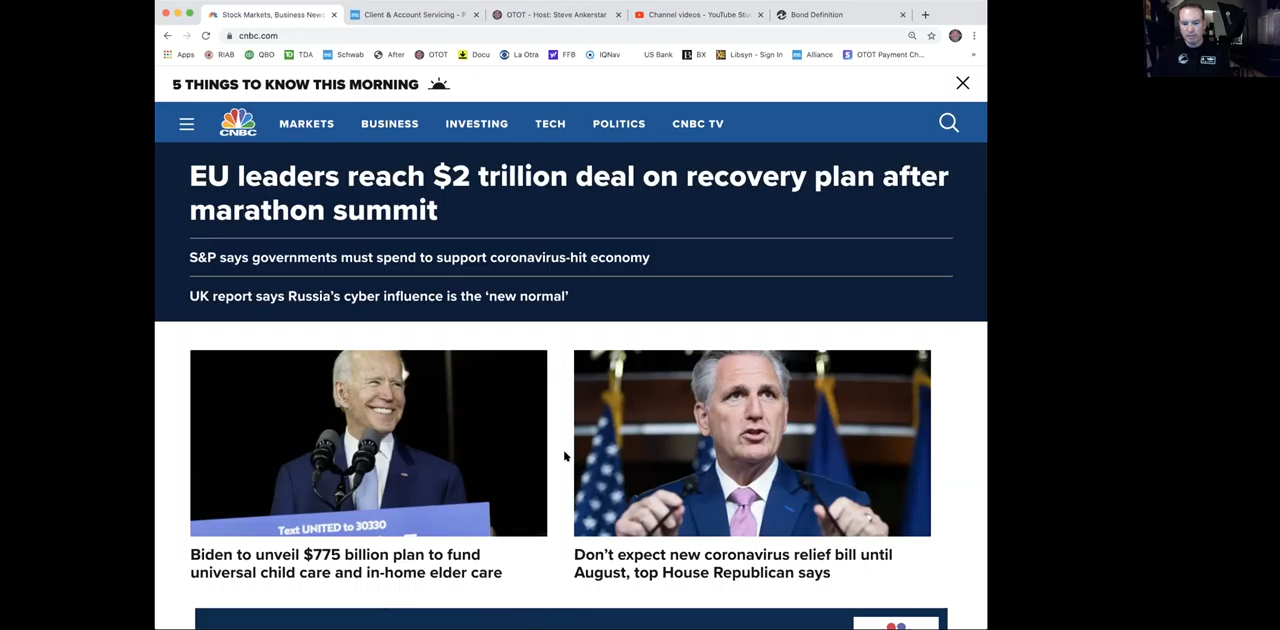 Stock Markets, Business News
Client & Account Servicing - P
OTOT - Host: Steve Ankerstar
Channel videos - YouTube Stu
Bond Definition
cnbc.com
Apps RIAB QBO TDA Schwab After OTOT Docu La Otra FFB IQNav US Bank BX Libsyn - Sign In Alliance OTOT Payment Ch... »
5 THINGS TO KNOW THIS MORNING
CNBC MARKETS BUSINESS INVESTING TECH POLITICS CNBC TV
EU leaders reach $2 trillion deal on recovery plan after
marathon summit
S&P says governments must spend to support coronavirus-hit economy
UK report says Russia's cyber influence is the ‘new normal’
Text UNITED to 30330
Biden to unveil $775 billion plan to fund
universal child care and in-home elder care
Don't expect new coronavirus relief bill until
August, top House Republican says